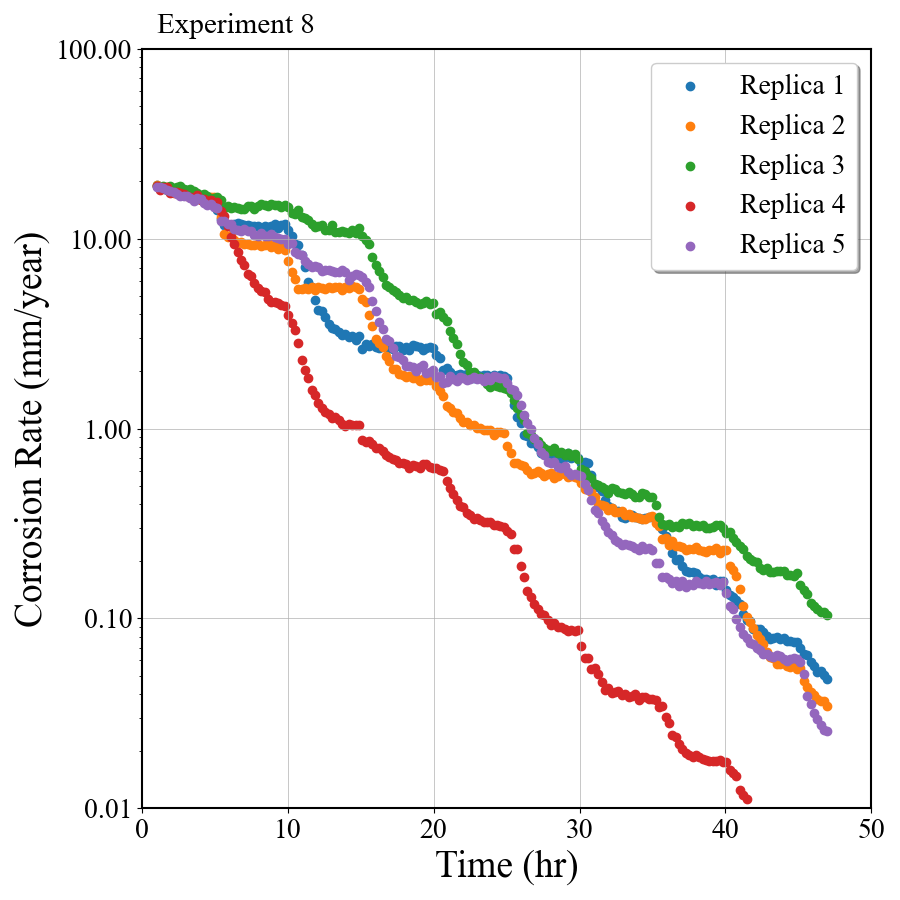 Experiment 8
100.00
10.00
1.00
0.10
0.01
Corrosion Rate (mm/year)
Replica 1
Replica 2
Replica 3
Replica 4
Replica 5
0 10 20 30 40 50
Time (hr)